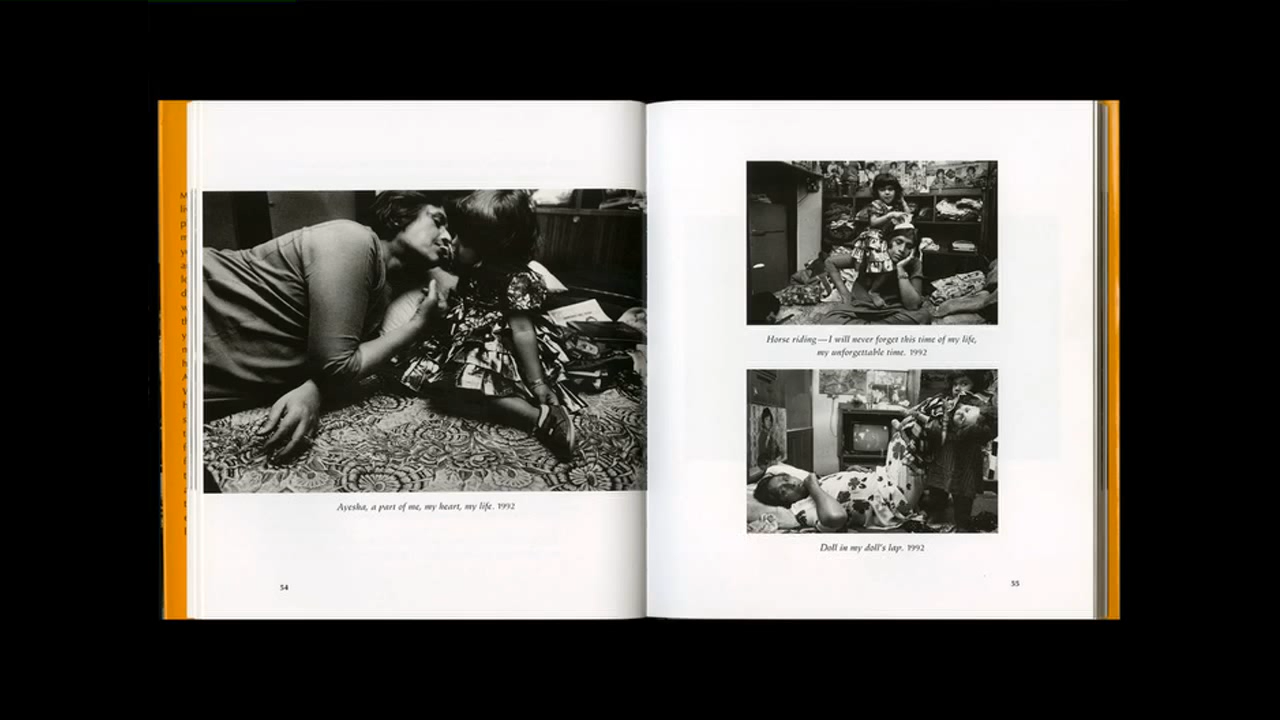 Ayesha, a part of me, my heart, my life. 1992
54
Horse riding—I will never forget this time of my life,
my unforgettable time. 1992
Doll in my doll's lap. 1992
55